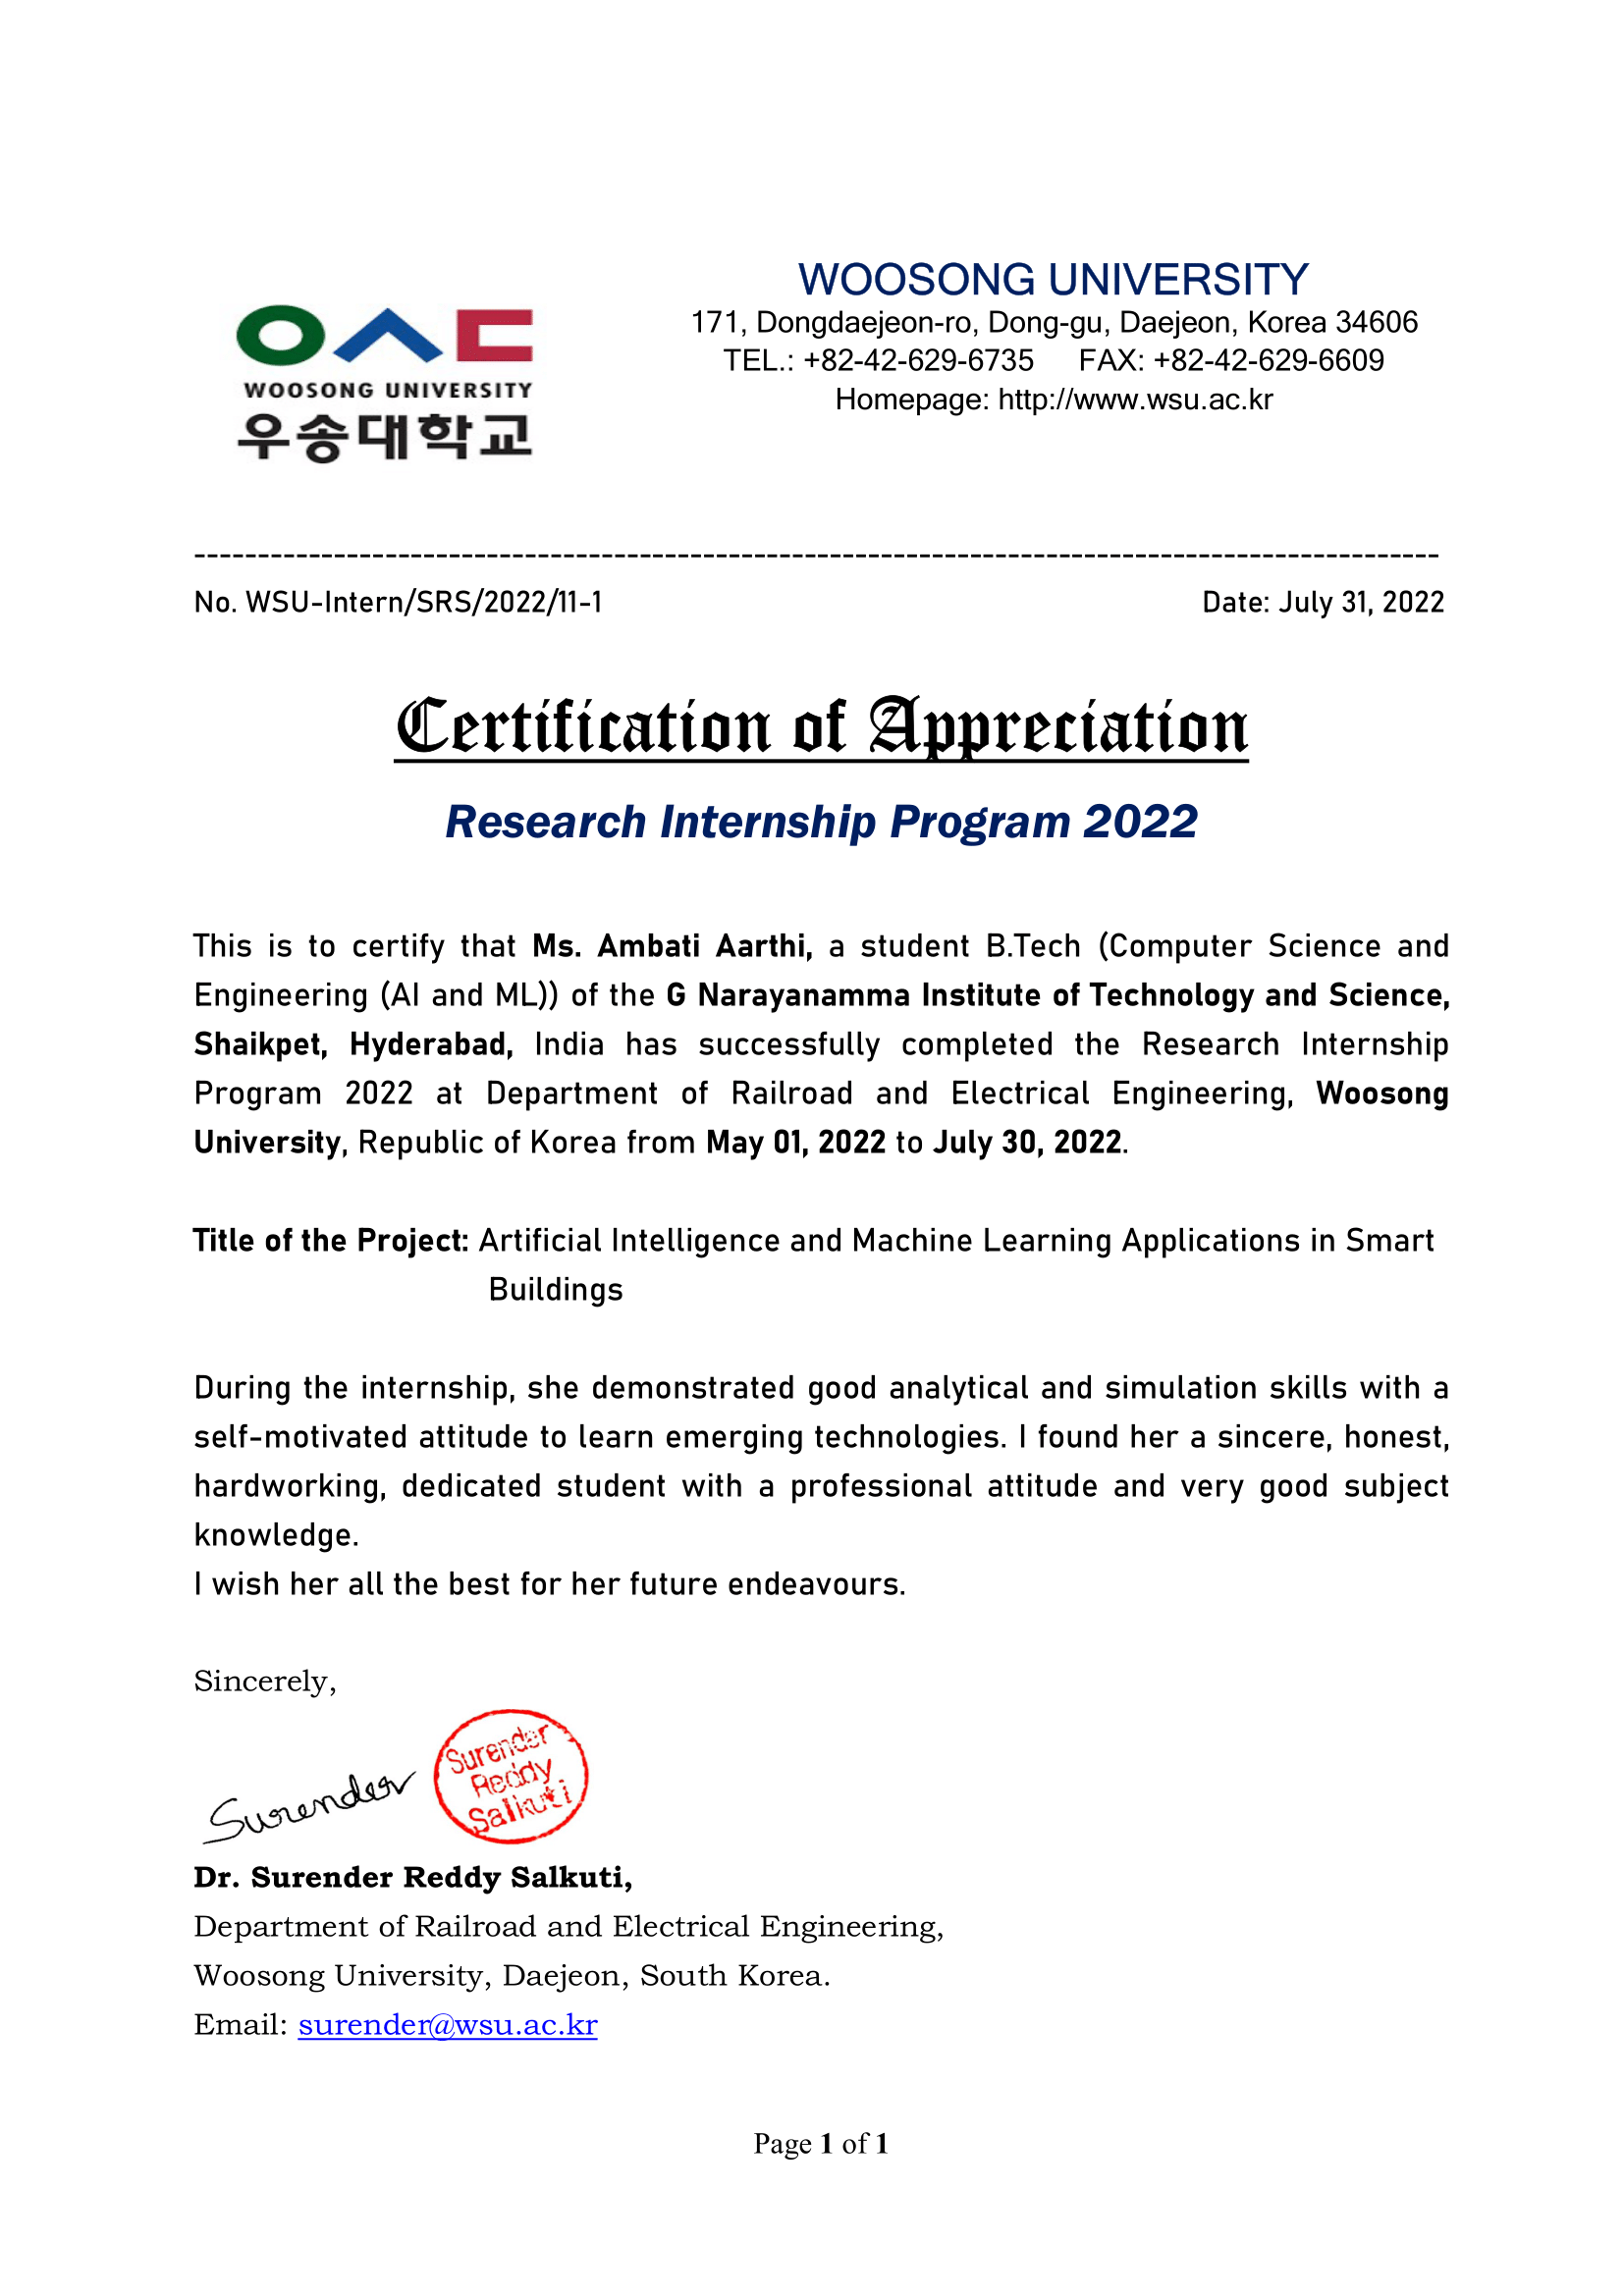 WOOSONG UNIVERSITY
우송대학교
WOOSONG UNIVERSITY
171, Dongdaejeon-ro, Dong-gu, Daejeon, Korea 34606
TEL.: +82-42-629-6735 FAX: +82-42-629-6609
Homepage: http://www.wsu.ac.kr
--------------------------------------------------------------------------------------------------
No. WSU-Intern/SRS/2022/11-1 Date: July 31, 2022
Certification of Appreciation
Research Internship Program 2022
This is to certify that Ms. Ambati Aarthi, a student B.Tech (Computer Science and
Engineering (AI and ML)) of the G Narayanamma Institute of Technology and Science,
Shaikpet, Hyderabad, India has successfully completed the Research Internship
Program 2022 at Department of Railroad and Electrical Engineering, Woosong
University, Republic of Korea from May 01, 2022 to July 30, 2022.
Title of the Project: Artificial Intelligence and Machine Learning Applications in Smart
Buildings
During the internship, she demonstrated good analytical and simulation skills with a
self-motivated attitude to learn emerging technologies. I found her a sincere, honest,
hardworking, dedicated student with a professional attitude and very good subject
knowledge.
I wish her all the best for her future endeavours.
Sincerely,
Surender
Surender
Reddy
Salkuti
Dr. Surender Reddy Salkuti,
Department of Railroad and Electrical Engineering,
Woosong University, Daejeon, South Korea.
Email: surender@wsu.ac.kr
Page 1 of 1